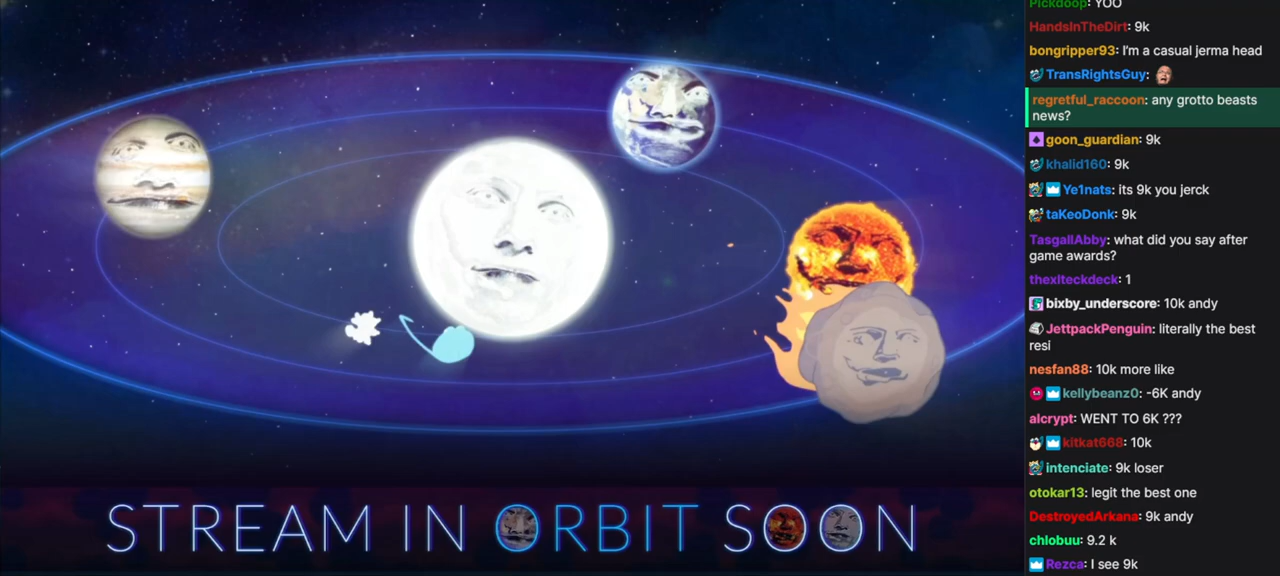 STREAM IN ORBIT SOON
Pickdoop: YOO
HandsInTheDirt: 9k
bongripper93: I'm a casual jerma head
TransRightsGuy:
regretful_raccoon: any grotto beasts
news?
goon_guardian: 9k
khalid160: 9k
Ye1nats: its 9k you jerck
taKeoDonk: 9k
TasgallAbby: what did you say after
game awards?
thexlteckdeck: 1
bixby_underscore: 10k andy
JettpackPenguin: literally the best
resi
nesfan88: 10k more like
kellybeanz0: -6K andy
alcrypt: WENT TO 6K ???
kitkat668: 10k
intenciate: 9k loser
otokar13: legit the best one
DestroyedArkana: 9k andy
chlobuu: 9.2 k
Rezca: I see 9k